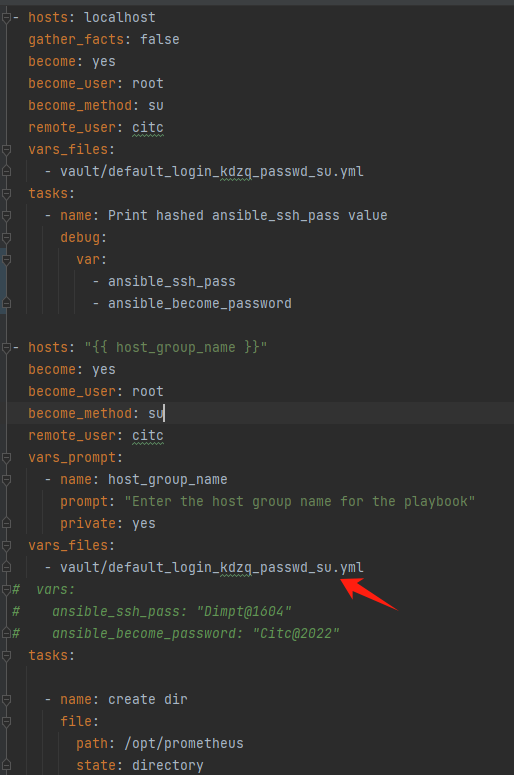 - hosts: localhost
  gather_facts: false
  become: yes
  become_user: root
  become_method: su
  remote_user: citc
  vars_files:
    - vault/default_login_kdzq_passwd_su.yml
  tasks:
    - name: Print hashed ansible_ssh_pass value
      debug:
        var:
          - ansible_ssh_pass
          - ansible_become_password
- hosts: "{{ host_group_name }}"
  become: yes
  become_user: root
  become_method: su
  remote_user: citc
  vars_prompt:
    - name: host_group_name
      prompt: "Enter the host group name for the playbook"
      private: yes
  vars_files:
    - vault/default_login_kdzq_passwd_su.yml
#  vars:
#    ansible_ssh_pass: "Dimpt@1604"
#    ansible_become_password: "Citc@2022"
  tasks:
    - name: create dir
      file:
        path: /opt/prometheus
        state: directory